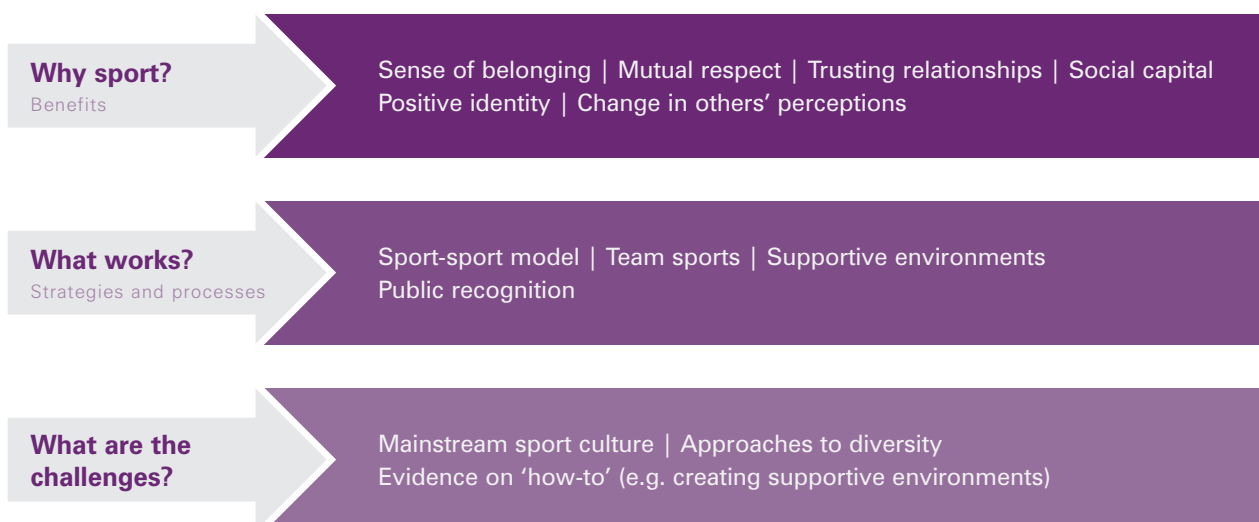 Why sport?
Benefits
Sense of belonging | Mutual respect | Trusting relationships | Social capital
Positive identity | Change in others’ perceptions
What works?
Strategies and processes
Sport-sport model | Team sports | Supportive environments
Public recognition
What are the
challenges?
Mainstream sport culture | Approaches to diversity
Evidence on ‘how-to’ (e.g. creating supportive environments)